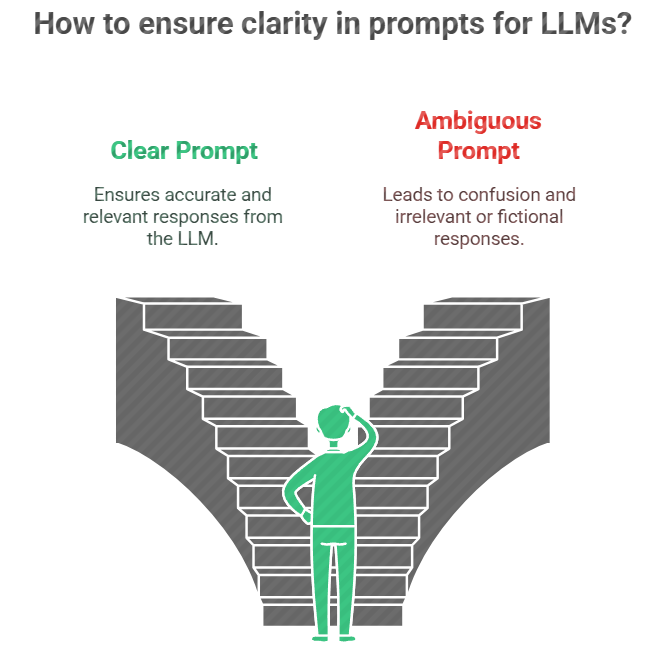 How to ensure clarity in prompts for LLMs?
Clear Prompt
Ensures accurate and
relevant responses from
the LLM.
Ambiguous
Prompt
Leads to confusion and
irrelevant or fictional
responses.